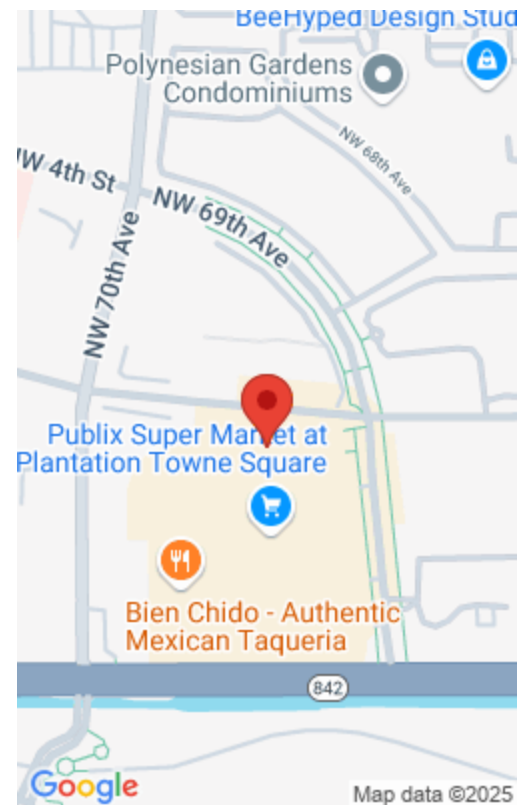 BeeHyped Design Stud
Polynesian Gardens
Condominiums
NW 68th Ave
NW 4th St
NW 69th Ave
NW 70th Ave
Publix Super Market at
Plantation Towne Square
Bien Chido - Authentic
Mexican Taqueria
842
Google
Map data ©2025